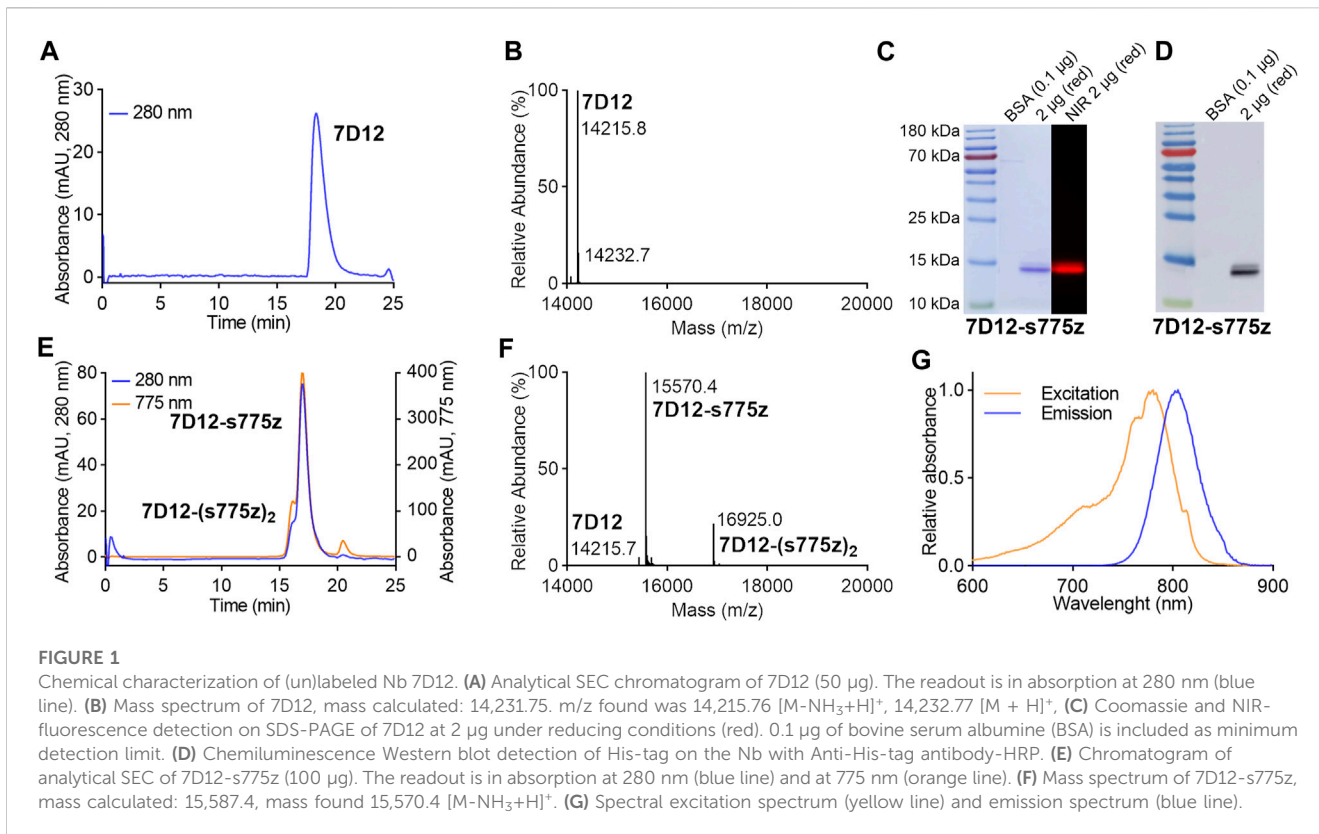 A
30
20
10
0
Absorbance (mAU, 280 nm)
280 nm
7D12
0 5 10 15 20 25
Time (min)
B
100
50
0
Relative Abundance (%)
7D12
14215.8
14232.7
14000 16000 18000 20000
Mass (m/z)
C
BSA (0.1 µg)
2 µg (red)
NIR 2 µg (red)
180 kDa
70 kDa
25 kDa
15 kDa
10 kDa
7D12-s775z
D
BSA (0.1 µg)
2 µg (red)
7D12-s775z
E
80
60
40
20
0
Absorbance (mAU, 280 nm)
280 nm
775 nm
7D12-s775z
7D12-(s775z)2
400
300
200
100
0
Absorbance (mAU, 775 nm)
0 5 10 15 20 25
Time (min)
F
100
50
0
Relative Abundance (%)
15570.4
7D12-s775z
7D12
14215.7
16925.0
7D12-(s775z)2
14000 16000 18000 20000
Mass (m/z)
G
1.0
0.5
0.0
Relative absorbance
Excitation
Emission
600 700 800 900
Wavelenght (nm)
FIGURE 1
Chemical characterization of (un)labeled Nb 7D12. (A) Analytical SEC chromatogram of 7D12 (50 µg). The readout is in absorption at 280 nm (blue
line). (B) Mass spectrum of 7D12, mass calculated: 14,231.75. m/z found was 14,215.76 [M-NH3+H]+, 14,232.77 [M + H]+, (C) Coomassie and NIR-
fluorescence detection on SDS-PAGE of 7D12 at 2 µg under reducing conditions (red). 0.1 µg of bovine serum albumine (BSA) is included as minimum
detection limit. (D) Chemiluminescence Western blot detection of His-tag on the Nb with Anti-His-tag antibody-HRP. (E) Chromatogram of
analytical SEC of 7D12-s775z (100 µg). The readout is in absorption at 280 nm (blue line) and at 775 nm (orange line). (F) Mass spectrum of 7D12-s775z,
mass calculated: 15,587.4, mass found 15,570.4 [M-NH3+H]+. (G) Spectral excitation spectrum (yellow line) and emission spectrum (blue line).